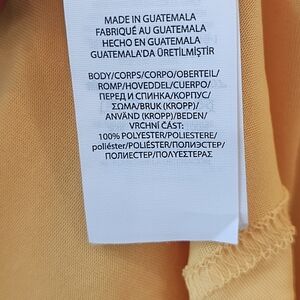 MADE IN GUATEMALA
FABRIQUÉ AU GUATEMALA
HECHO EN GUATEMALA
GUATEMALA'DA ÜRETİLMİŞTİR
BODY/CORPS/CORPO/OBERTEIL/
ROMP/HOVEDDEL/CUERPO/
ПЕРЕД И СПИНКА/КОРПУС/
ΣΩΜΑ/BRUK (KROPP)/
ANVÄND (KROPP)/BEDEN/
VRCHNÍ ČÁST:
100% POLYESTER/POLIESTERE/
poliéster/POLIÉSTER/ПОЛИЭСТЕР/
ПОЛИЕСТЕР/ΠΟΛΥΕΣΤΕΡΑΣ